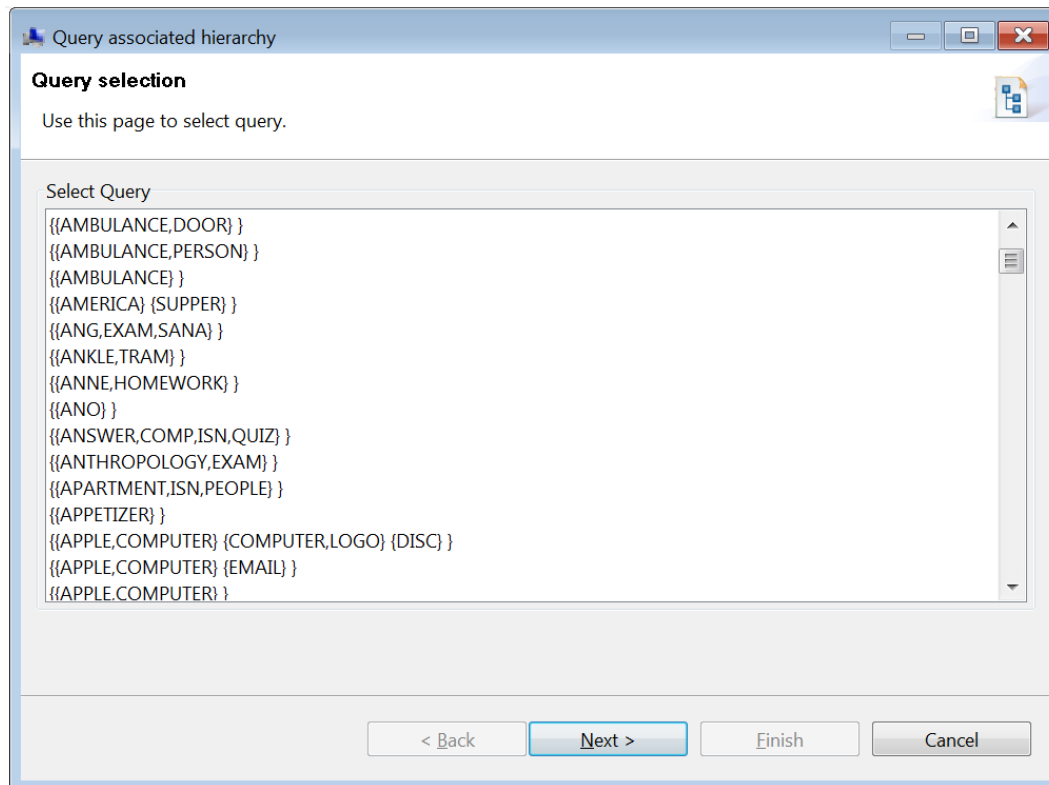 Query associated hierarchy
Query selection
Use this page to select query.
Select Query
{{AMBULANCE,DOOR} }
{{AMBULANCE,PERSON} }
{{AMBULANCE} }
{{AMERICA} {SUPPER} }
{{ANG,EXAM,SANA} }
{{ANKLE,TRAM} }
{{ANNE,HOMEWORK} }
{{ANO} }
{{ANSWER,COMP,ISN,QUIZ} }
{{ANTHROPOLOGY,EXAM} }
{{APARTMENT,ISN,PEOPLE} }
{{APPETIZER} }
{{APPLE,COMPUTER} {COMPUTER,LOGO} {DISC} }
{{APPLE,COMPUTER} {EMAIL} }
{{APPLE,COMPUTER} }
< Back Next > Finish Cancel